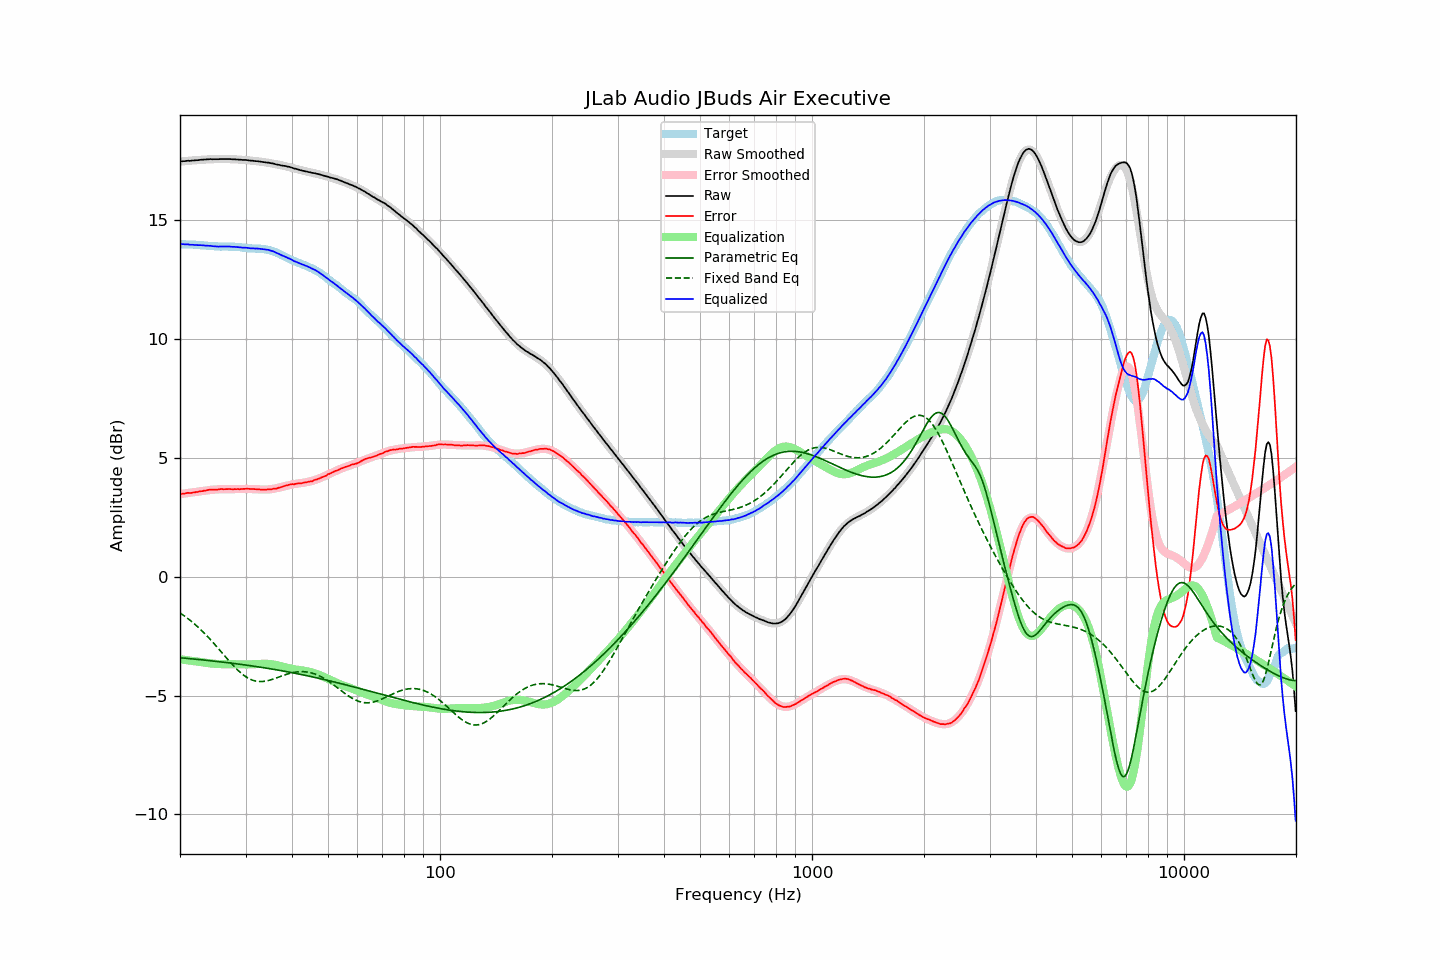 JLab Audio JBuds Air Executive
Target
Raw Smoothed
Error Smoothed
Raw
Error
Equalization
Parametric Eq
Fixed Band Eq
Equalized
15
10
5
0
−5
−10
Amplitude (dBr)
100
1000
10000
Frequency (Hz)